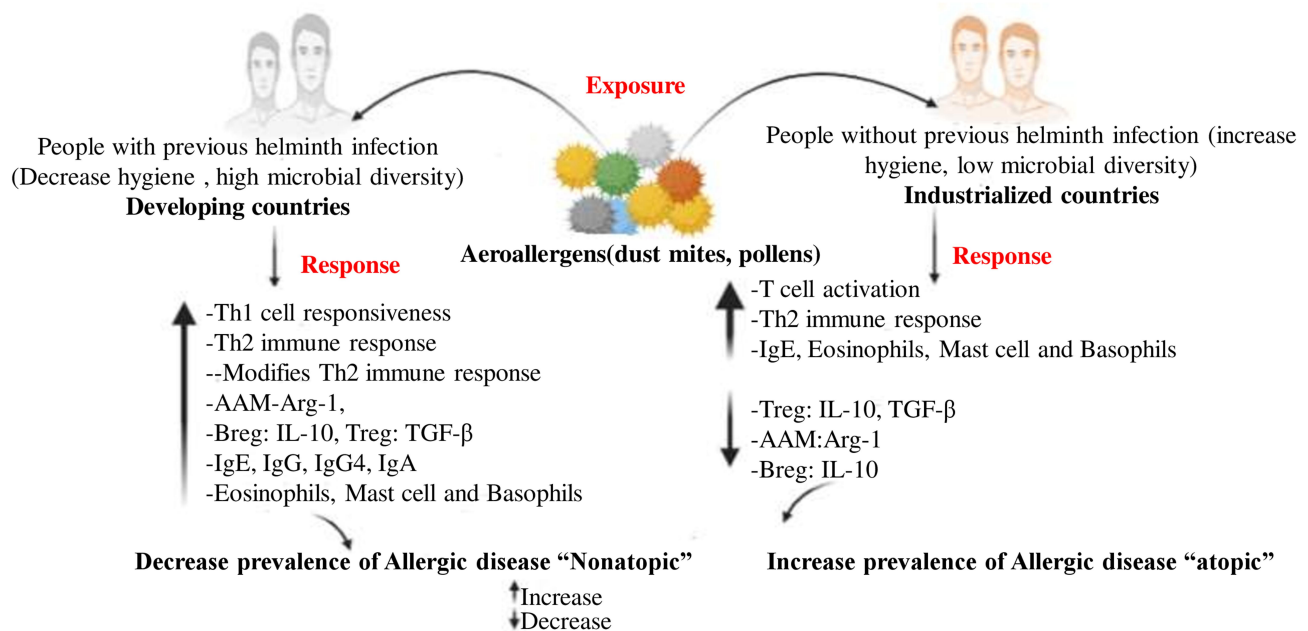 Exposure
People with previous helminth infection
(Decrease hygiene , high microbial diversity)
Developing countries
People without previous helminth infection (increase
hygiene, low microbial diversity)
Industrialized countries
Aeroallergens(dust mites, pollens)
Response
-Th1 cell responsiveness
-Th2 immune response
--Modifies Th2 immune response
-AAM-Arg-1,
-Breg: IL-10, Treg: TGF-β
-IgE, IgG, IgG4, IgA
-Eosinophils, Mast cell and Basophils
Decrease prevalence of Allergic disease “Nonatopic”
Response
-T cell activation
-Th2 immune response
-IgE, Eosinophils, Mast cell and Basophils
-Treg: IL-10, TGF-β
-AAM:Arg-1
-Breg: IL-10
Increase prevalence of Allergic disease “atopic”
Increase
Decrease